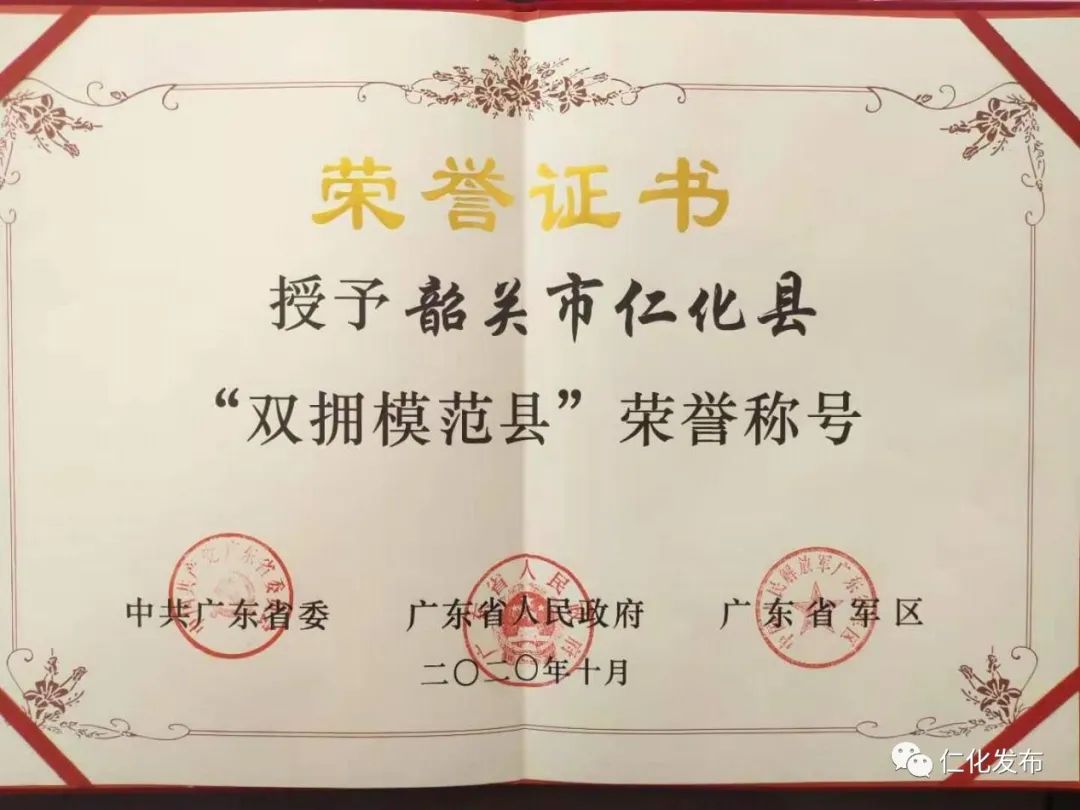 荣誉证书
授予韶关市仁化县
“双拥模范县”荣誉称号
中共广东省委 广东省人民政府 广东省军区
二〇二〇年十月
仁化发布